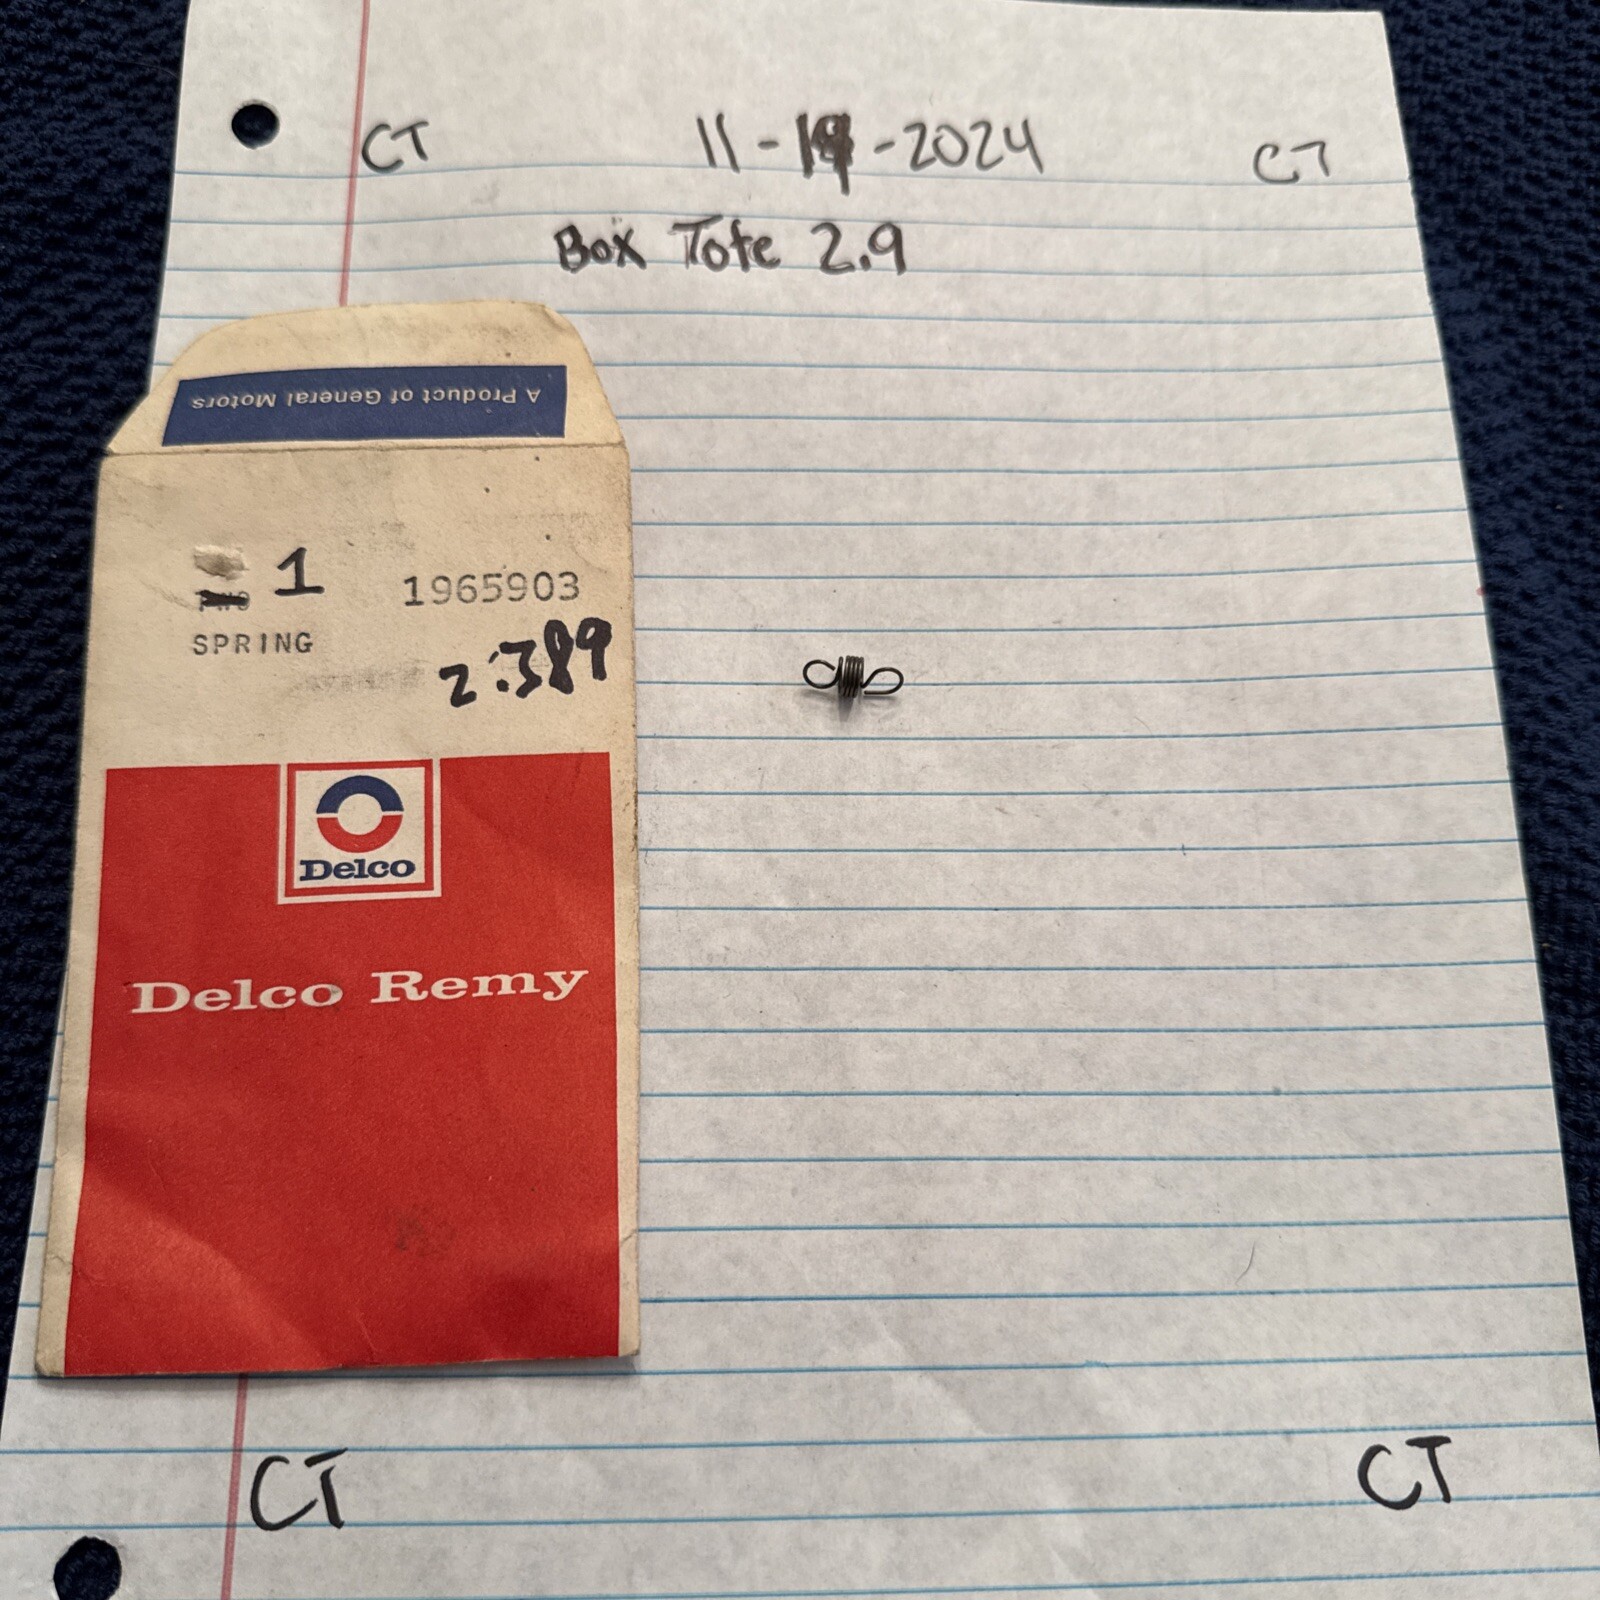 CT 11-19-2024 CT
Box Tote 2.9
A Product of General Motors
1 1965903
SPRING
2.389
Delco
Delco Remy
CT CT